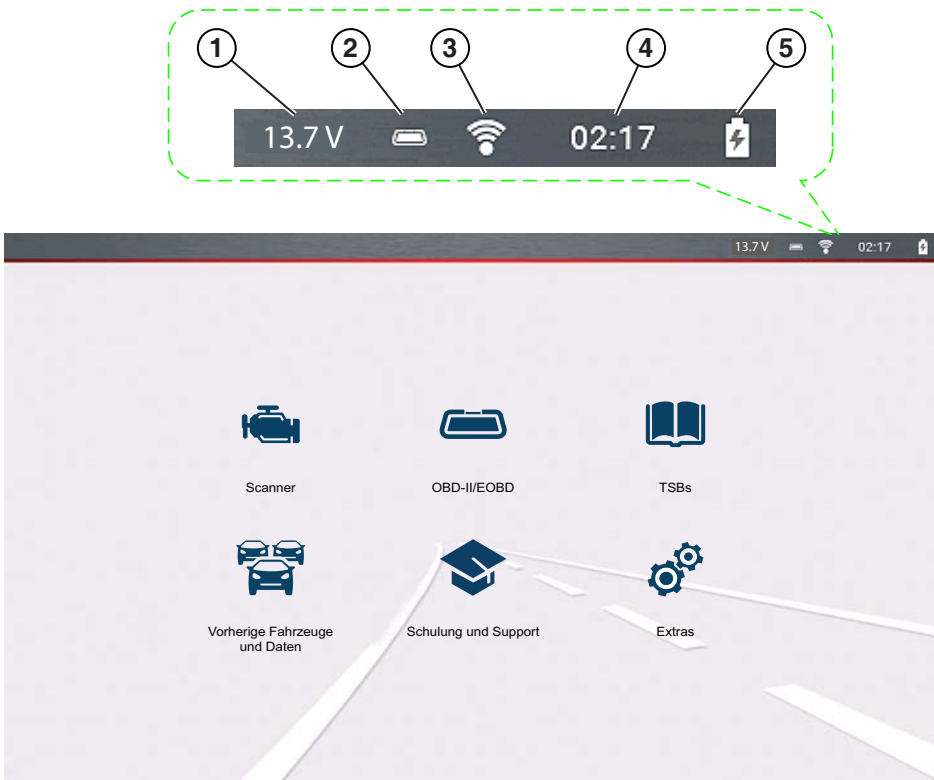 1 2 3 4 5
13.7 V 02:17
13.7 V 02:17
Scanner OBD-II/EOBD TSBs
Vorherige Fahrzeuge
und Daten
Schulung und Support
Extras